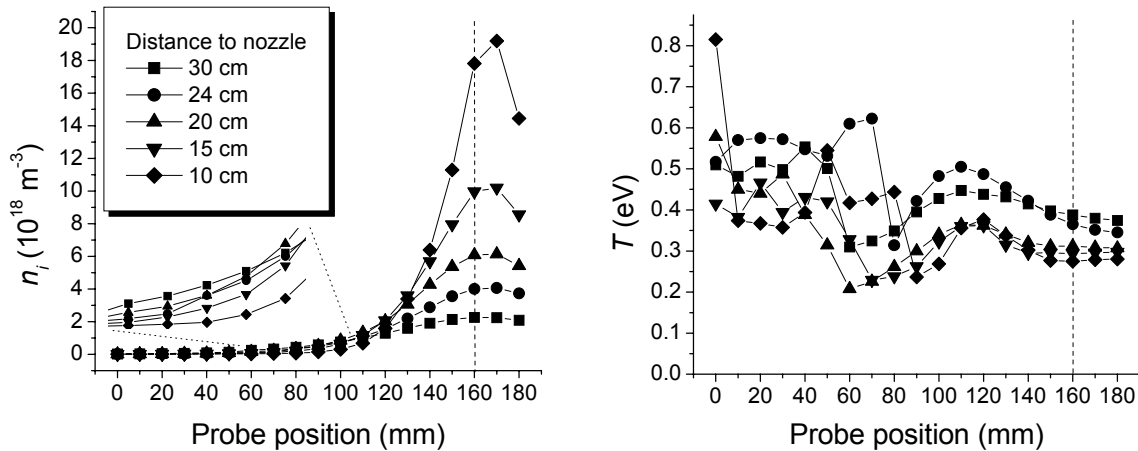 20
18
16
14
12
10
8
6
4
2
0
n_i (10^18 m^-3)
Distance to nozzle
30 cm
24 cm
20 cm
15 cm
10 cm
0 20 40 60 80 100 120 140 160 180
Probe position (mm)
0.8
0.7
0.6
0.5
0.4
0.3
0.2
0.1
0.0
T (eV)
0 20 40 60 80 100 120 140 160 180
Probe position (mm)